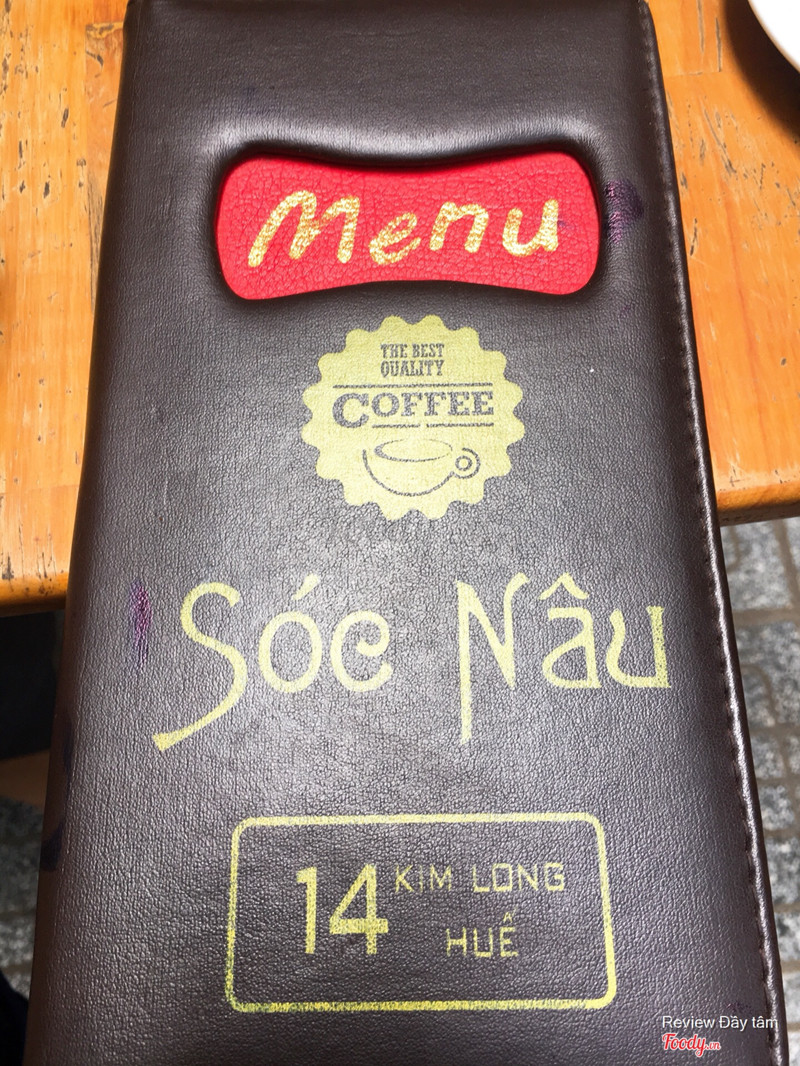 Menu
THE BEST
QUALITY
COFFEE
Sóc Nâu
14 KIM LONG
HUẾ
Review Đầy tâm
Foody.vn